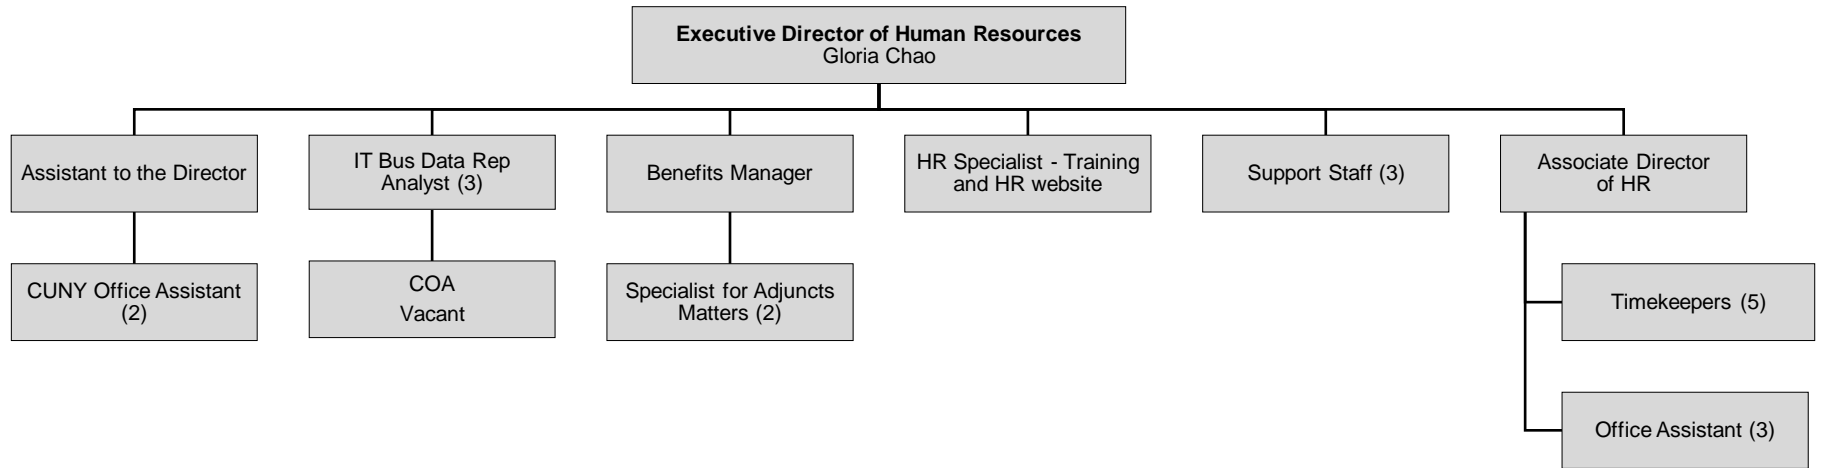 Executive Director of Human Resources
Gloria Chao
Assistant to the Director
IT Bus Data Rep
Analyst (3)
Benefits Manager
HR Specialist - Training
and HR website
Support Staff (3)
Associate Director
of HR
CUNY Office Assistant
(2)
COA
Vacant
Specialist for Adjuncts
Matters (2)
Timekeepers (5)
Office Assistant (3)